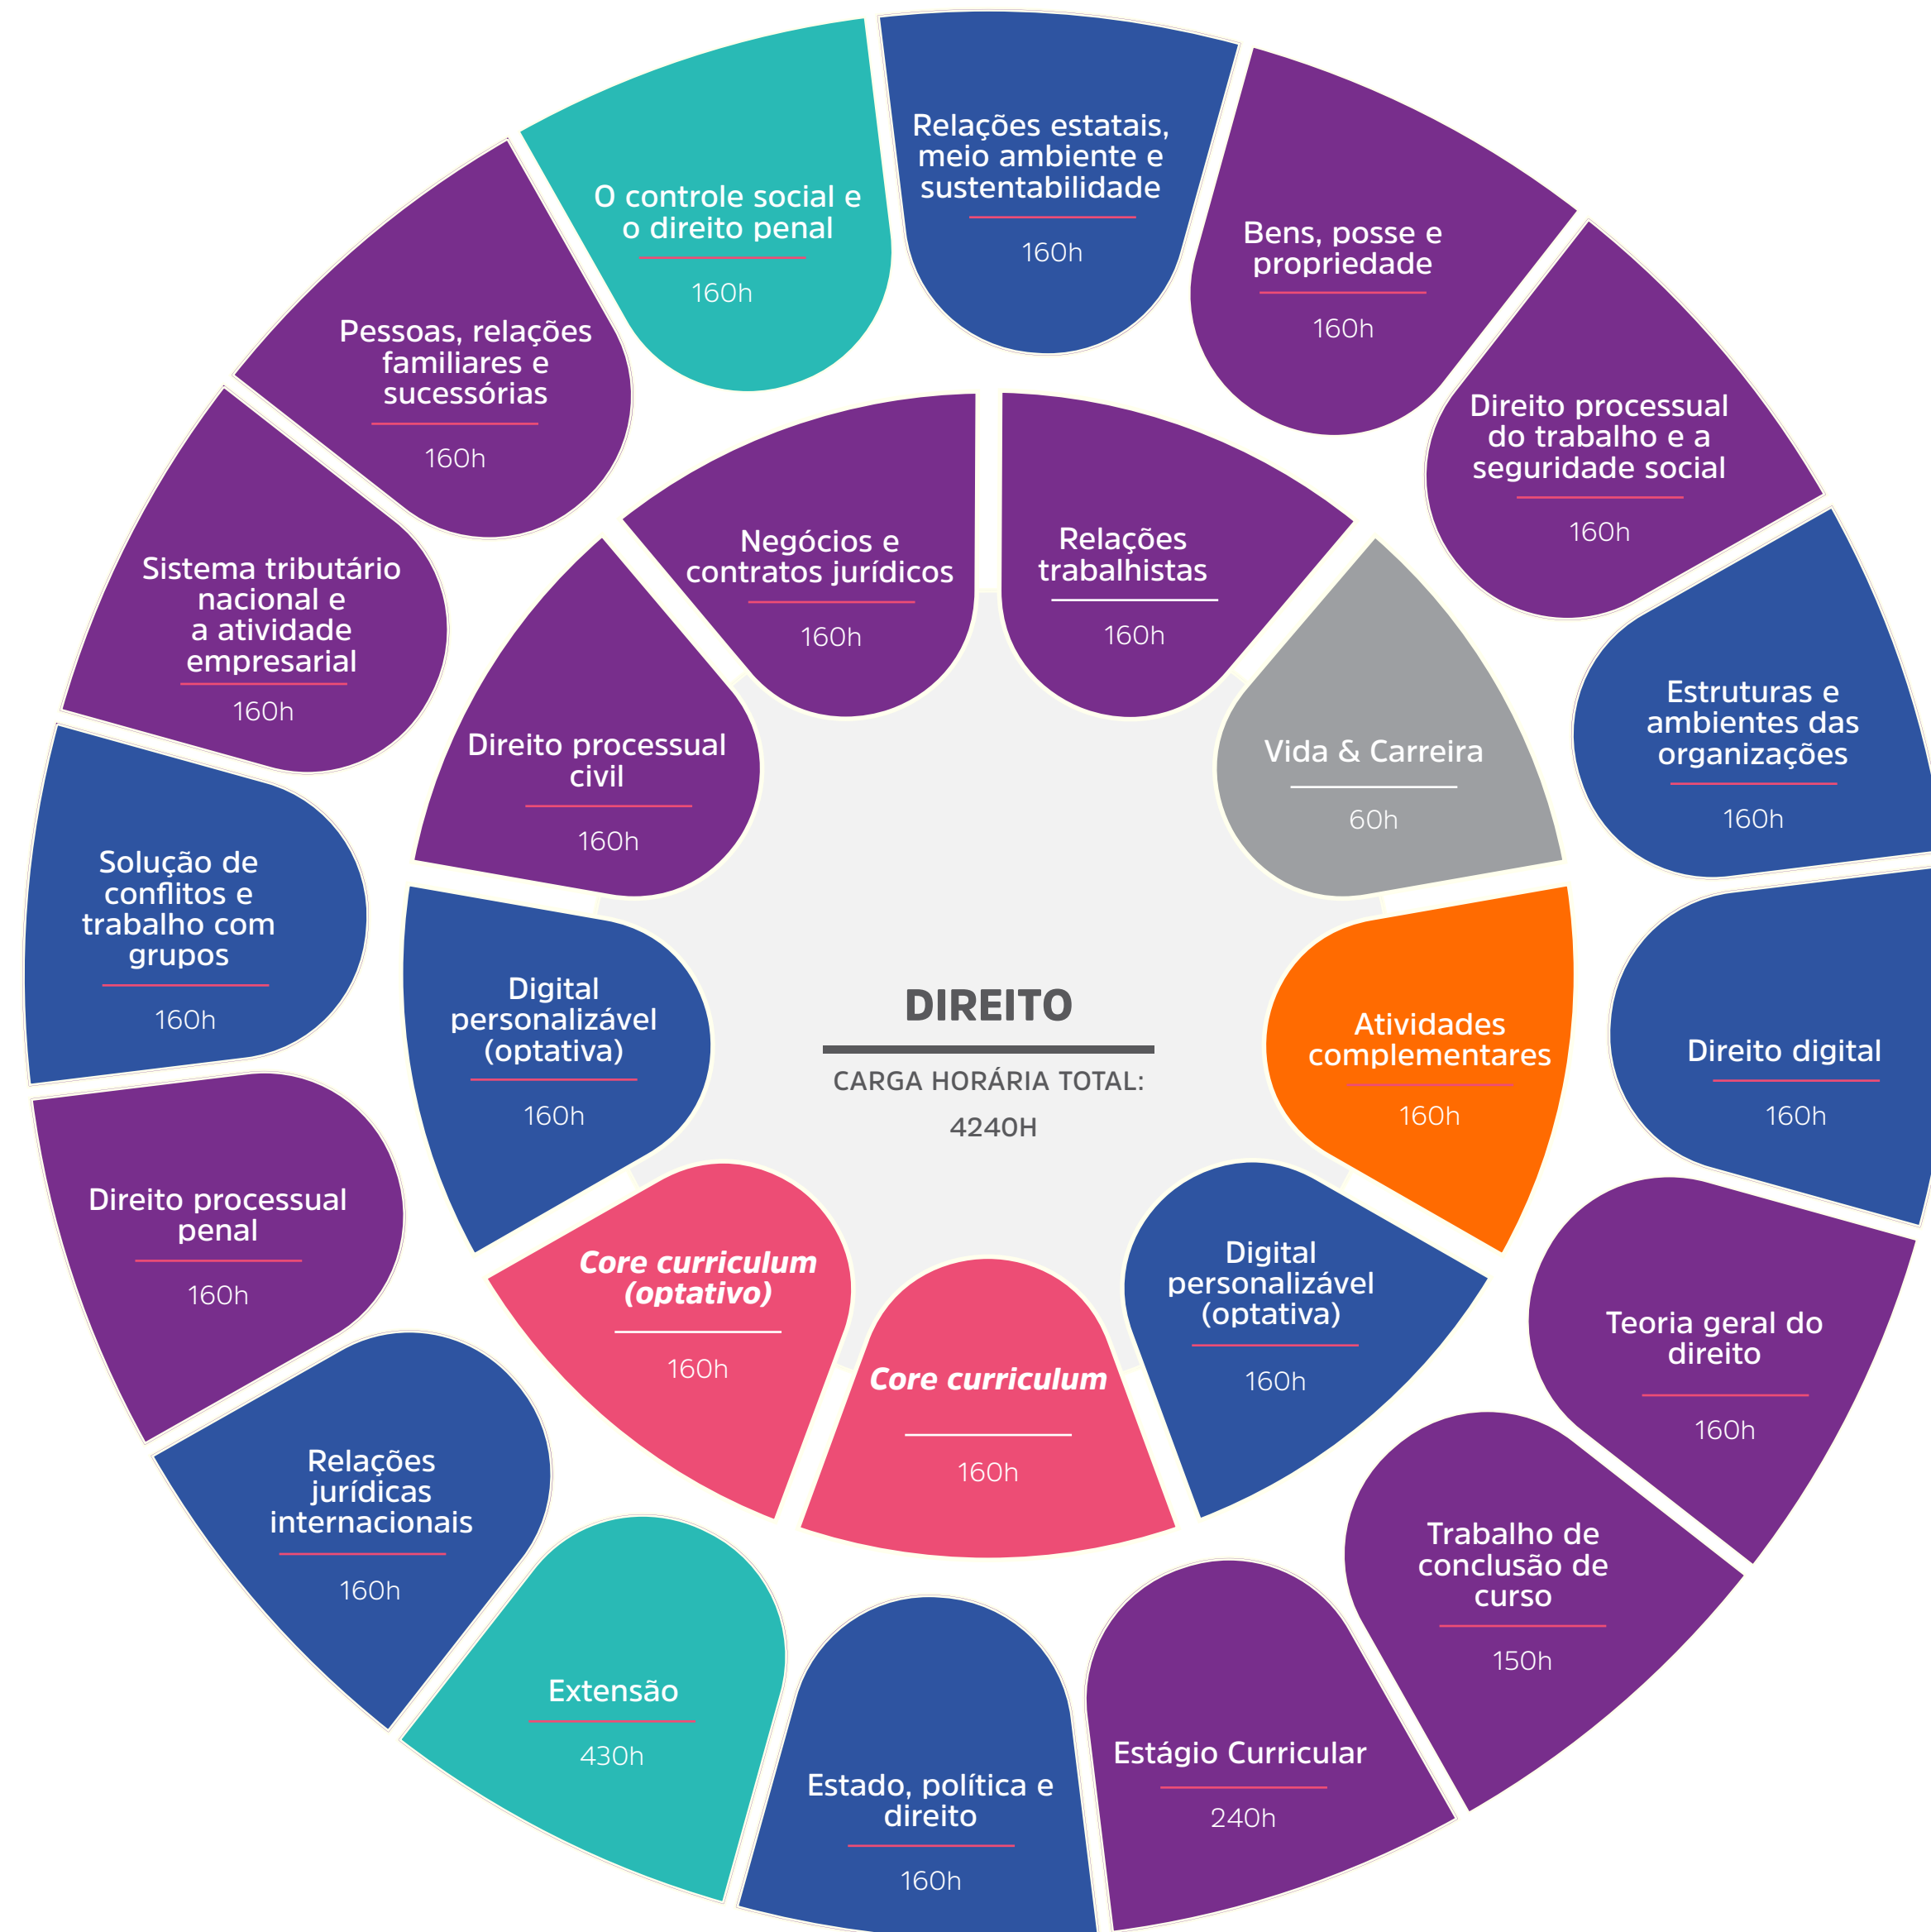 Relações estatais,
meio ambiente e
sustentabilidade
160h
Bens, posse e
propriedade
160h
Direito processual
do trabalho e a
seguridade social
160h
Estruturas e
ambientes das
organizações
160h
Direito digital
160h
Teoria geral do
direito
160h
Trabalho de
conclusão de
curso
150h
Estágio Curricular
240h
Estado, política e
direito
160h
Extensão
430h
Relações
jurídicas
internacionais
160h
Direito processual
penal
160h
Solução de
conflitos e
trabalho com
grupos
160h
Sistema tributário
nacional e
a atividade
empresarial
160h
Pessoas, relações
familiares e
sucessórias
160h
O controle social e
o direito penal
160h
Negócios e
contratos jurídicos
160h
Relações
trabalhistas
160h
Vida & Carreira
60h
Atividades
complementares
160h
Digital
personalizável
(optativa)
160h
Core curriculum
160h
Core curriculum
(optativo)
160h
Digital
personalizável
(optativa)
160h
Direito processual
civil
160h
DIREITO
CARGA HORÁRIA TOTAL:
4240H